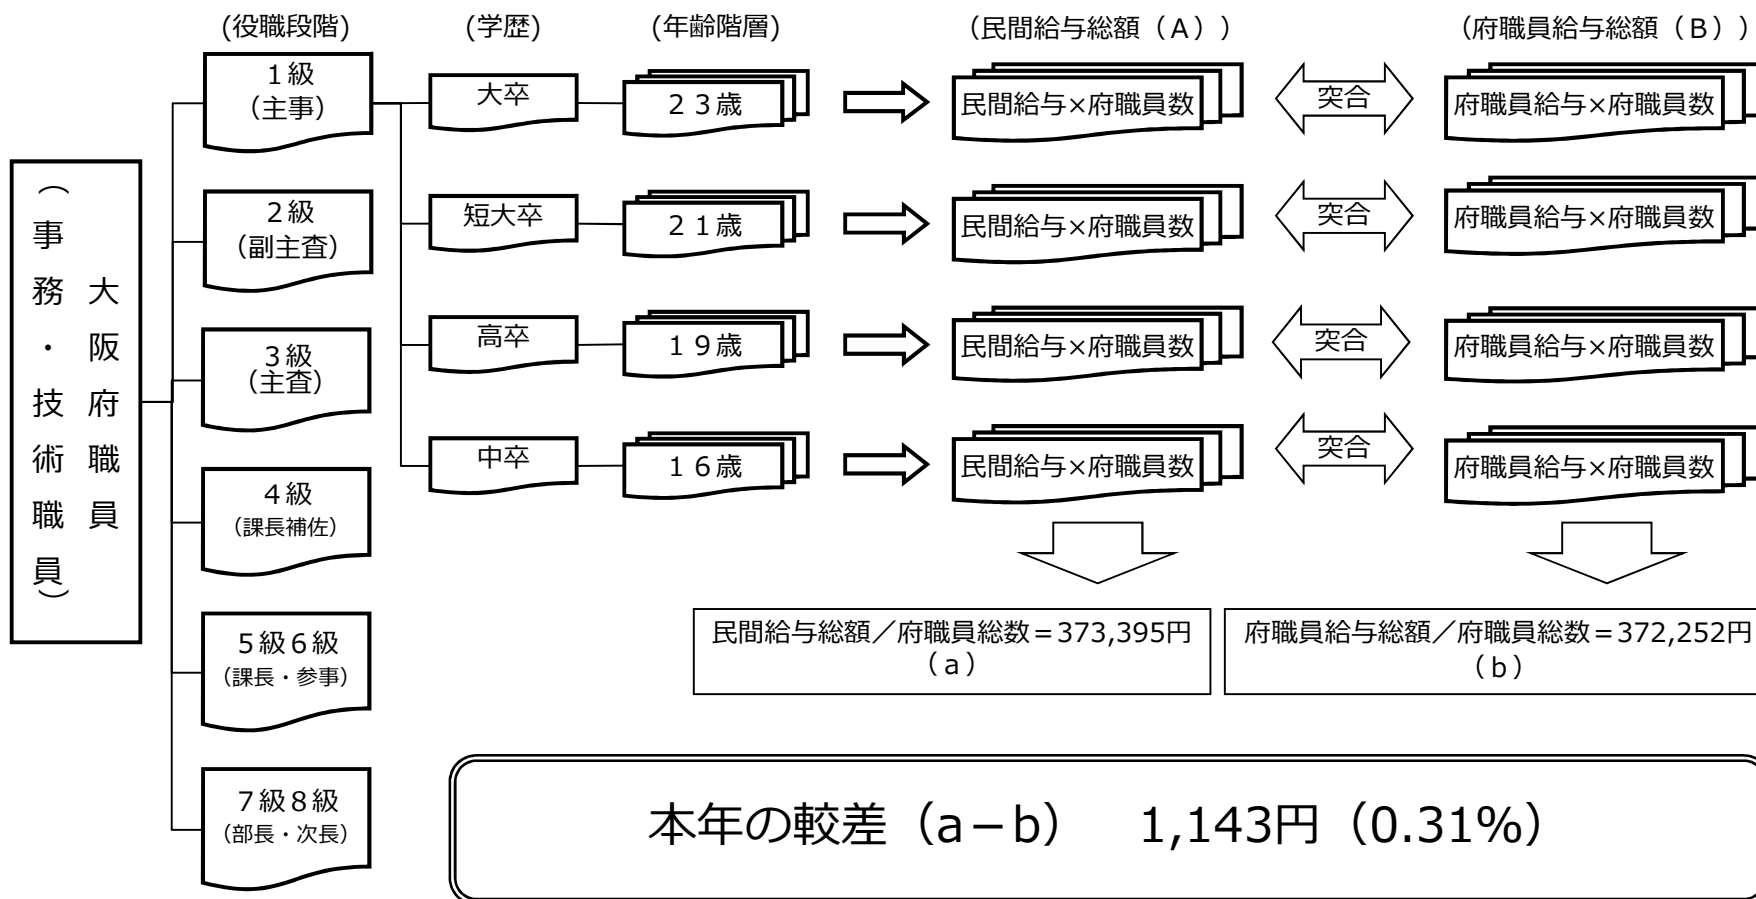 (役職段階)
(学歴)
(年齢階層)
(民間給与総額(A))
(府職員給与総額(B))
大阪府職員
(事務・技術職員)
1級
(主事)
2級
(副主査)
3級
(主査)
4級
(課長補佐)
5級6級
(課長・参事)
7級8級
(部長・次長)
大卒
23歳
民間給与×府職員数
突合
府職員給与×府職員数
短大卒
21歳
民間給与×府職員数
突合
府職員給与×府職員数
高卒
19歳
民間給与×府職員数
突合
府職員給与×府職員数
中卒
16歳
民間給与×府職員数
突合
府職員給与×府職員数
民間給与総額/府職員総数=373,395円
(a)
府職員給与総額/府職員総数=372,252円
(b)
本年の較差(a-b) 1,143円(0.31%)